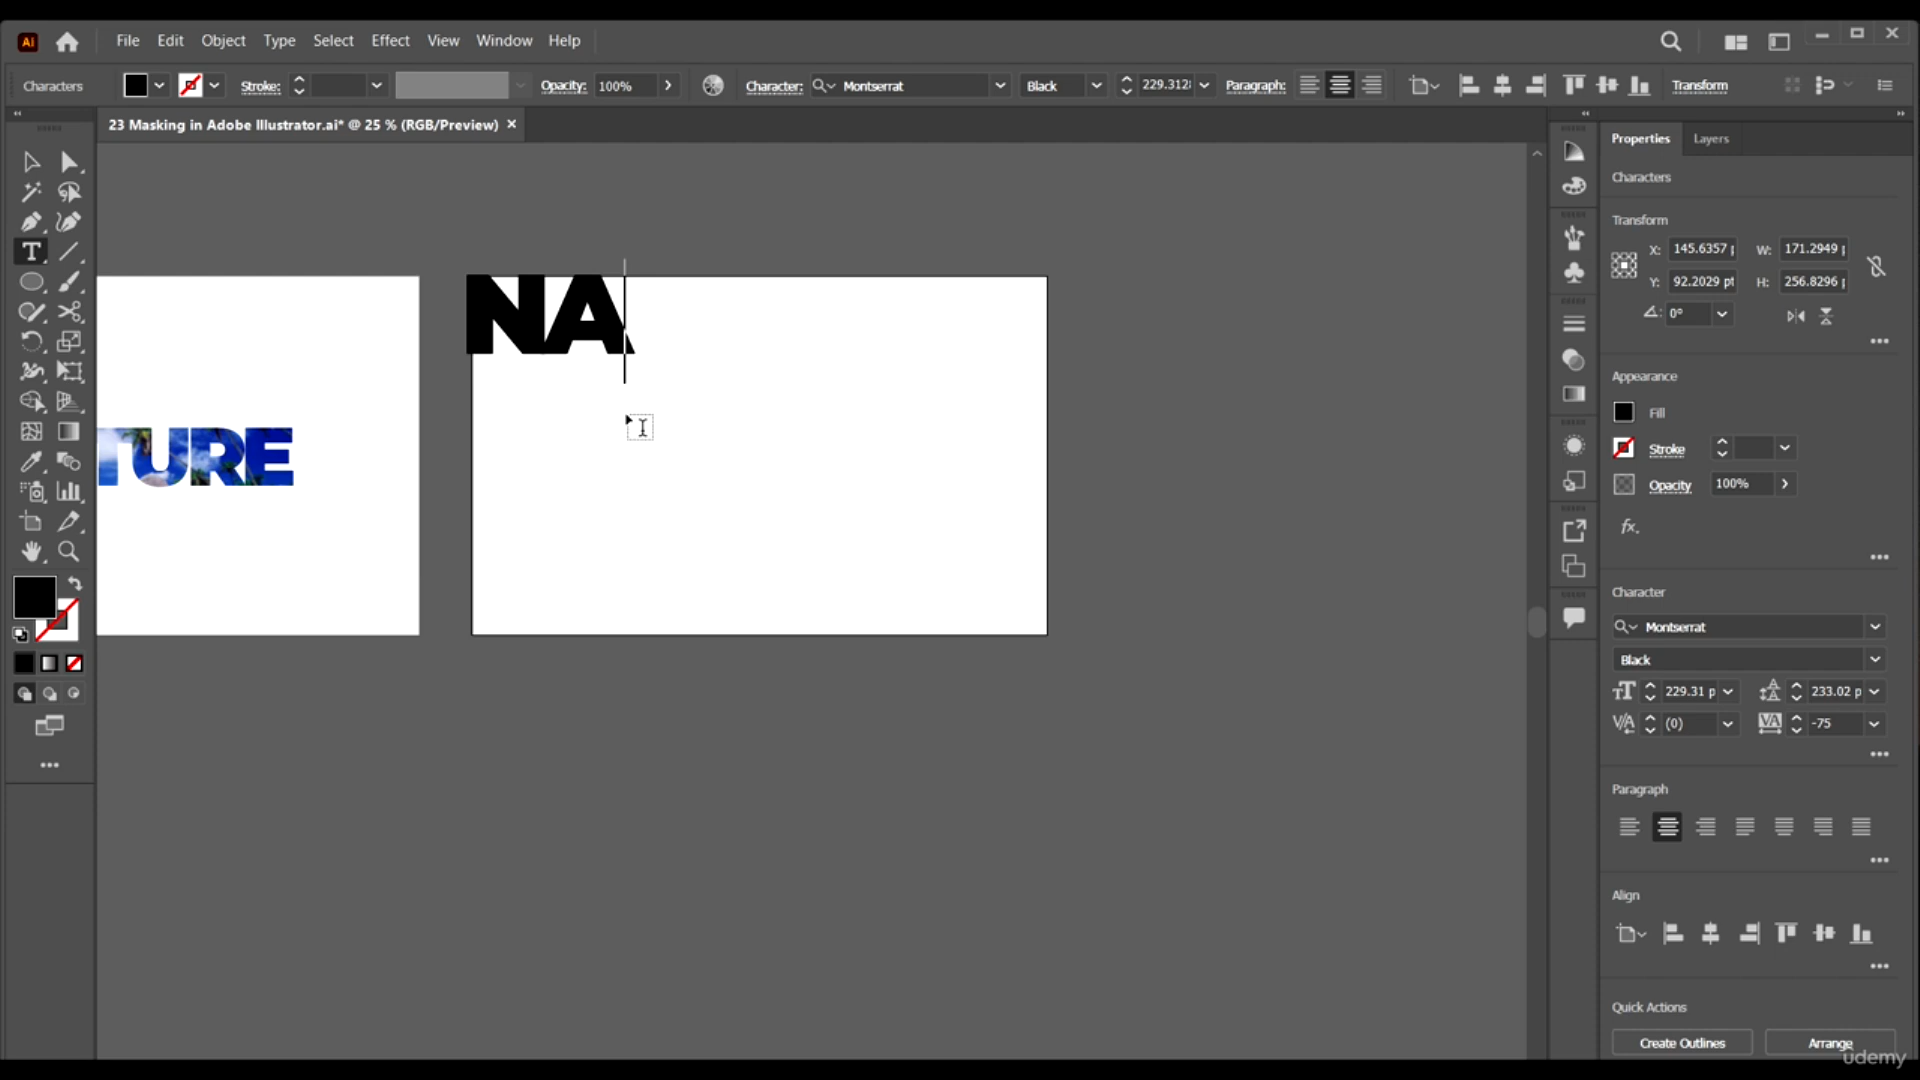 Ai File Edit Object Type Select Effect View Window Help
Characters Stroke: Opacity: 100% Character: Montserrat Black 229.312 Paragraph: Transform
23 Masking in Adobe Illustrator.ai* @ 25 % (RGB/Preview) ×
Properties Layers
Characters
Transform
X: 145.6357 p W: 171.2949 p
Y: 92.2029 pt H: 256.8296 p
0°
Appearance
Fill
Stroke
Opacity 100%
fx.
Character
Montserrat
Black
229.31 p 233.02 p
(0) -75
Paragraph
Align
Quick Actions
Create Outlines Arrange
NA
TURE
udemy